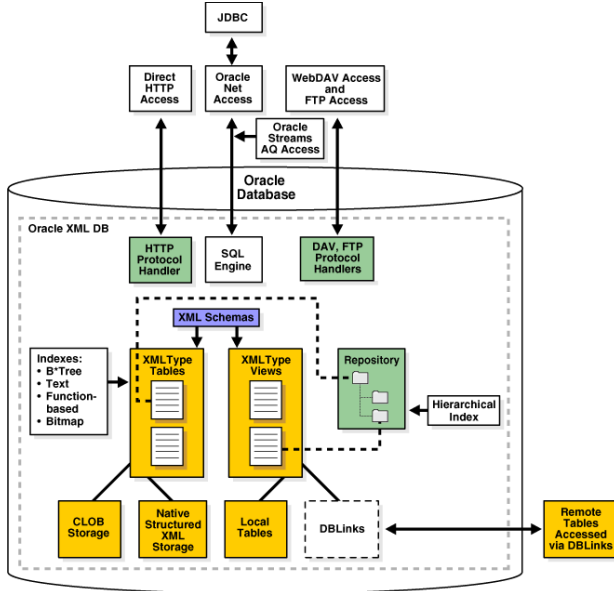 JDBC
Direct
HTTP
Access
Oracle
Net
Access
WebDAV Access
and
FTP Access
Oracle
Streams
AQ Access
Oracle
Database
Oracle XML DB
HTTP
Protocol
Handler
SQL
Engine
DAV, FTP
Protocol
Handlers
XML Schemas
Indexes:
• B*Tree
• Text
• Function-
based
• Bitmap
XMLType
Tables
XMLType
Views
Repository
Hierarchical
Index
CLOB
Storage
Native
Structured
XML
Storage
Local
Tables
DBLinks
Remote
Tables
Accessed
via DBLinks